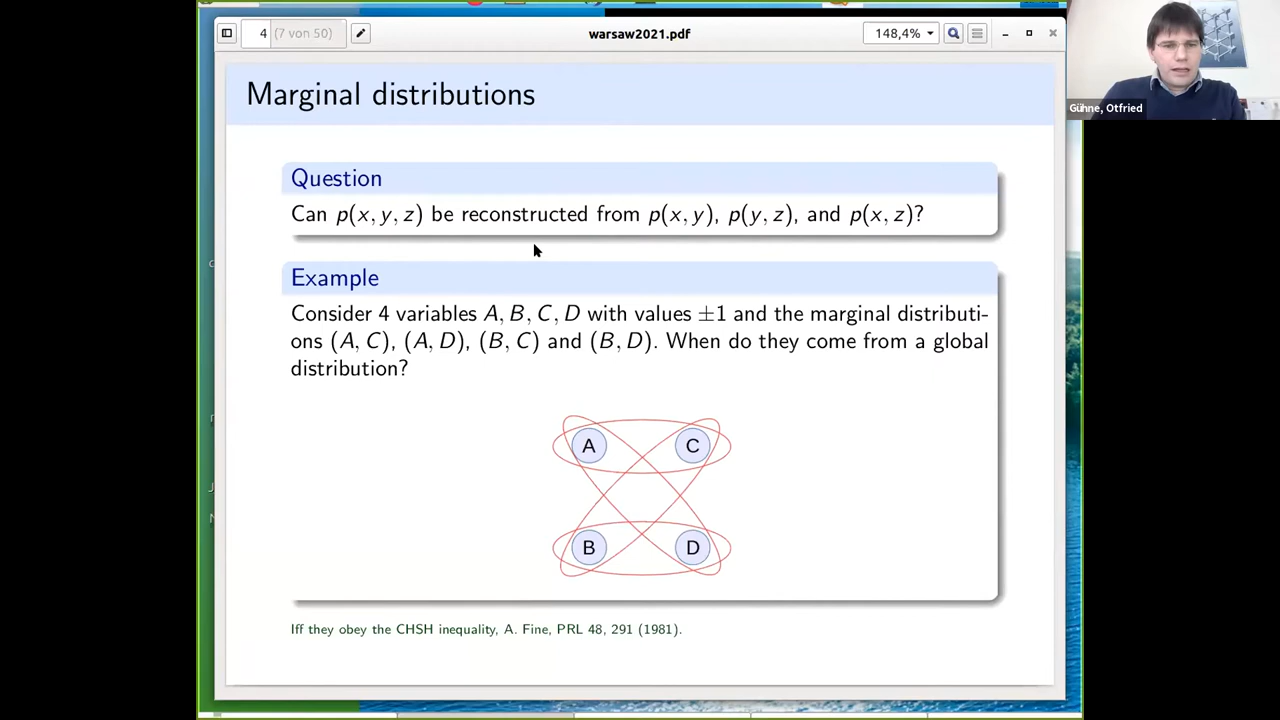 4 (7 von 50)
warsaw2021.pdf
148,4%
Gühne, Otfried
Marginal distributions
Question
Can p(x, y, z) be reconstructed from p(x, y), p(y, z), and p(x, z)?
Example
Consider 4 variables A, B, C, D with values ±1 and the marginal distributi-
ons (A, C), (A, D), (B, C) and (B, D). When do they come from a global
distribution?
A C
B D
Iff they obey the CHSH inequality, A. Fine, PRL 48, 291 (1981).